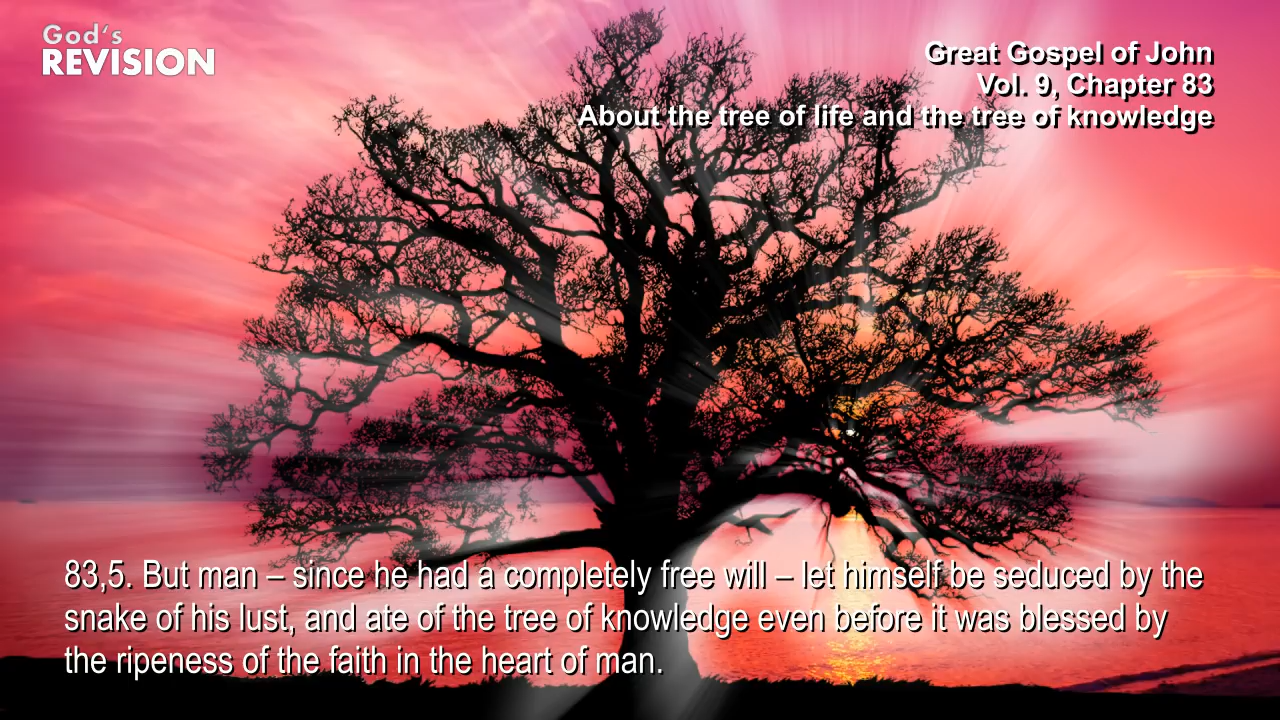 God's
REVISION
Great Gospel of John
Vol. 9, Chapter 83
About the tree of life and the tree of knowledge
83,5. But man – since he had a completely free will – let himself be seduced by the
snake of his lust, and ate of the tree of knowledge even before it was blessed by
the ripeness of the faith in the heart of man.